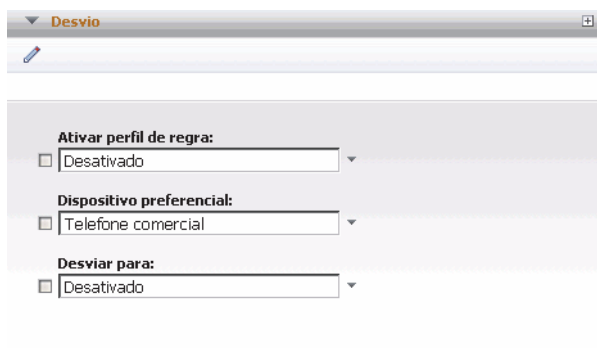 Desvio
Ativar perfil de regra:
Desativado
Dispositivo preferencial:
Telefone comercial
Desviar para:
Desativado